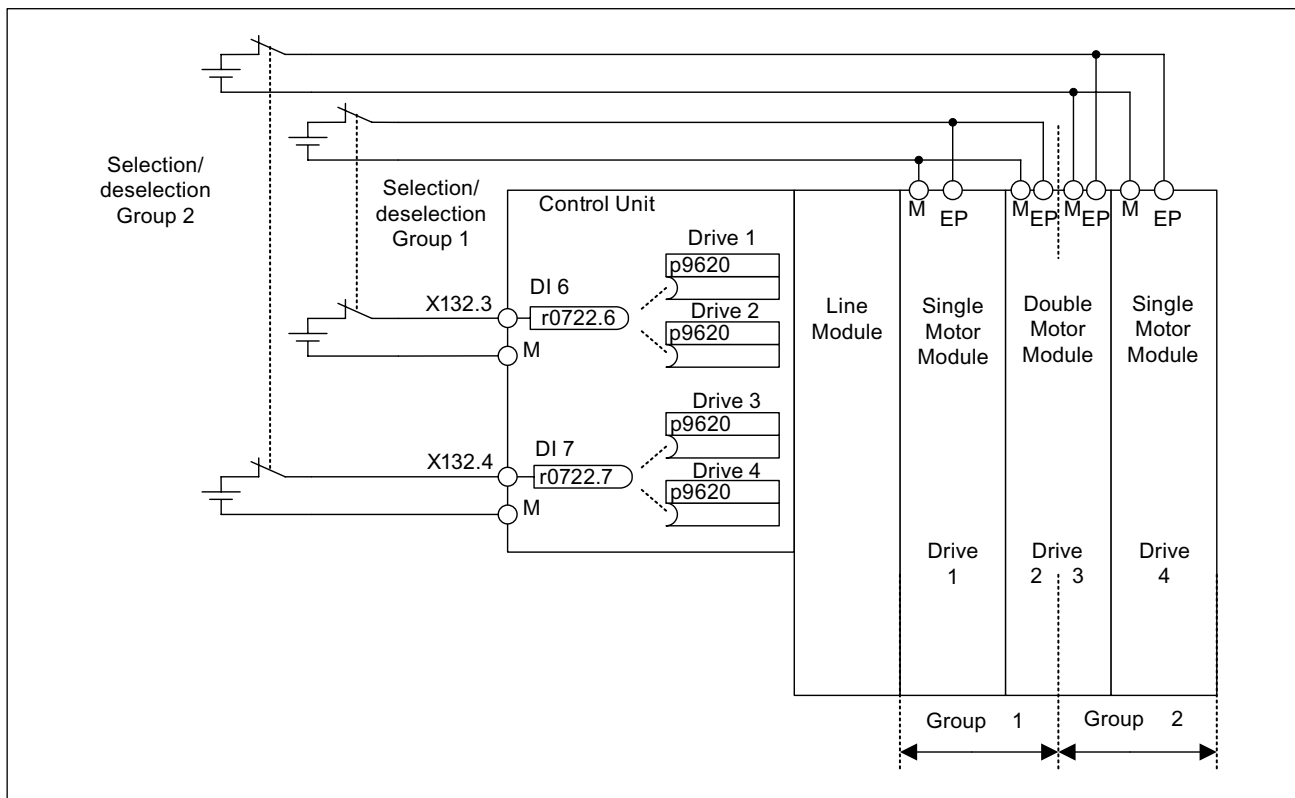 Selection/
deselection
Group 2
Selection/
deselection
Group 1
Control Unit
X132.3
DI 6
r0722.6
M
Drive 1
p9620
Drive 2
p9620
X132.4
DI 7
r0722.7
M
Drive 3
p9620
Drive 4
p9620
Line
Module
M
EP
Single
Motor
Module
Drive
1
M
EP
M
EP
Double
Motor
Module
Drive
2 3
M
EP
Single
Motor
Module
Drive
4
Group 1
Group 2